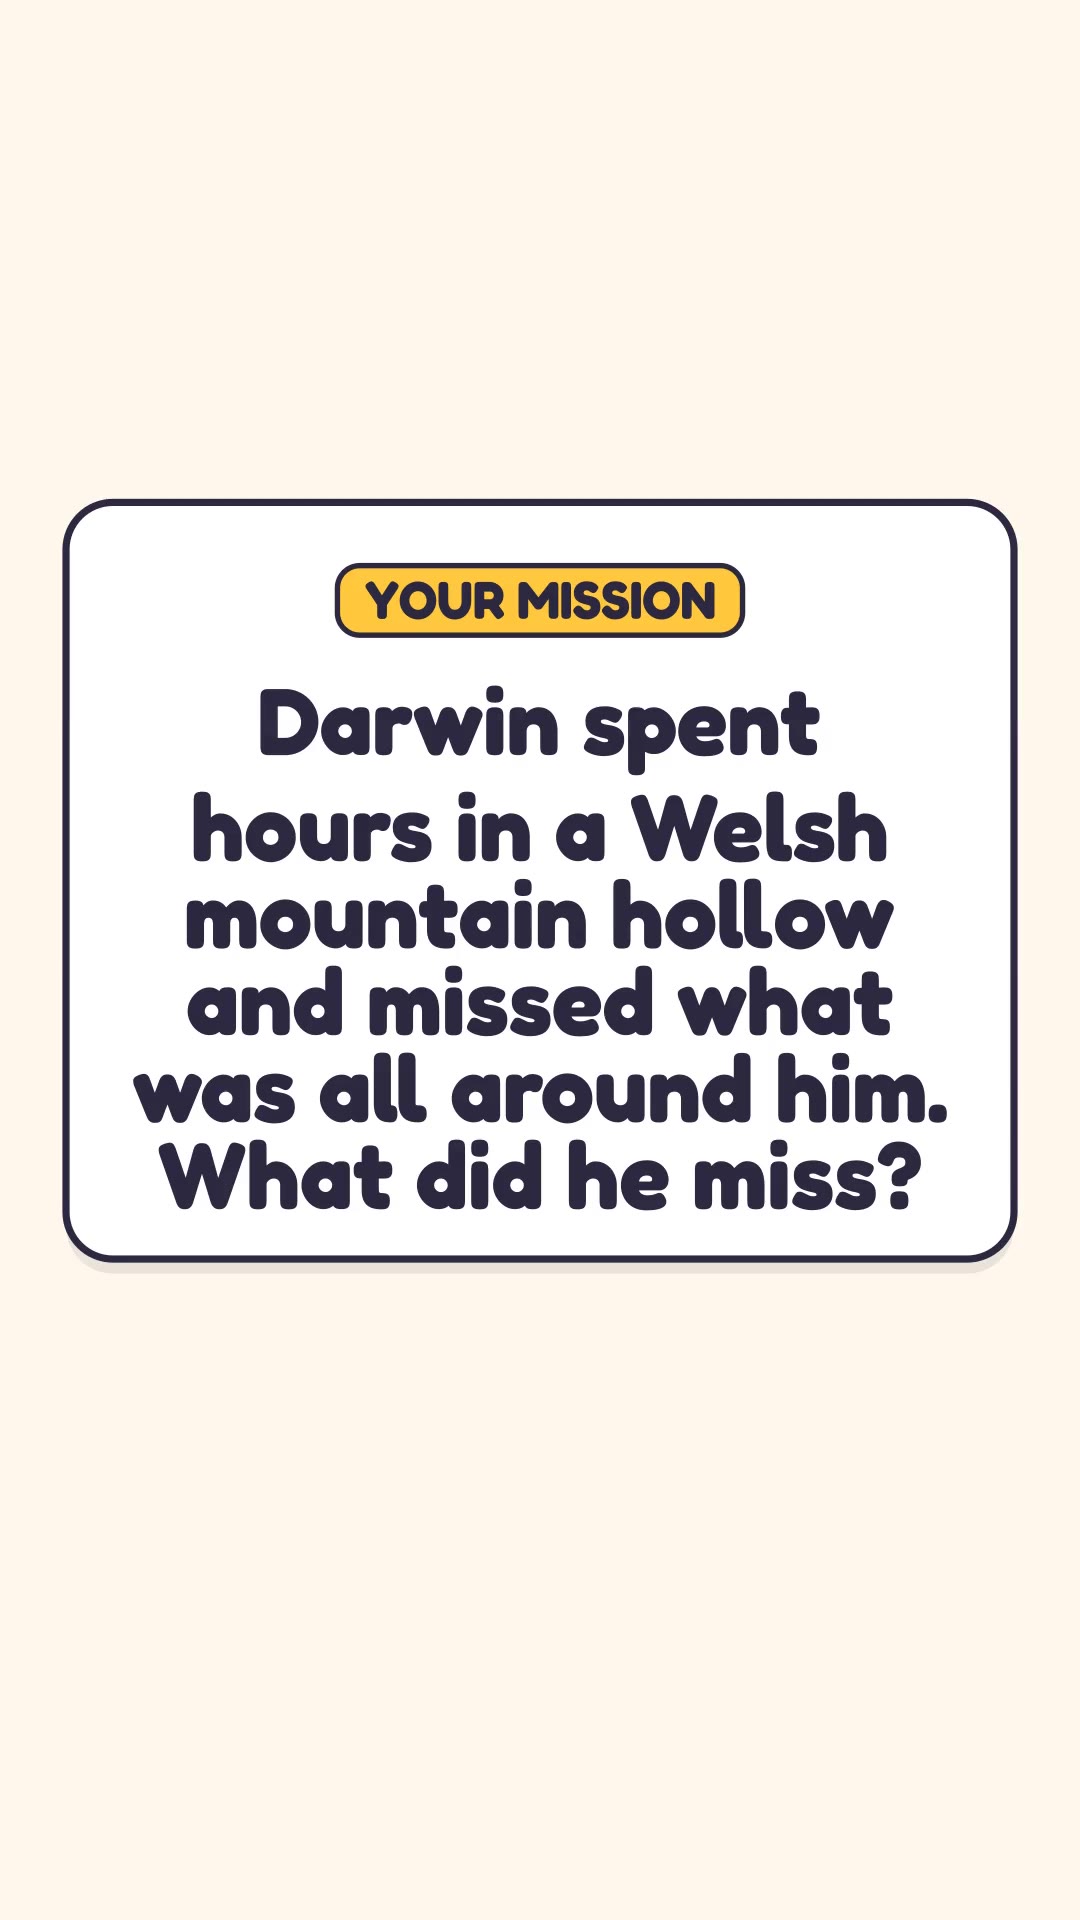 YOUR MISSION
Darwin spent
hours in a Welsh
mountain hollow
and missed what
was all around him.
What did he miss?